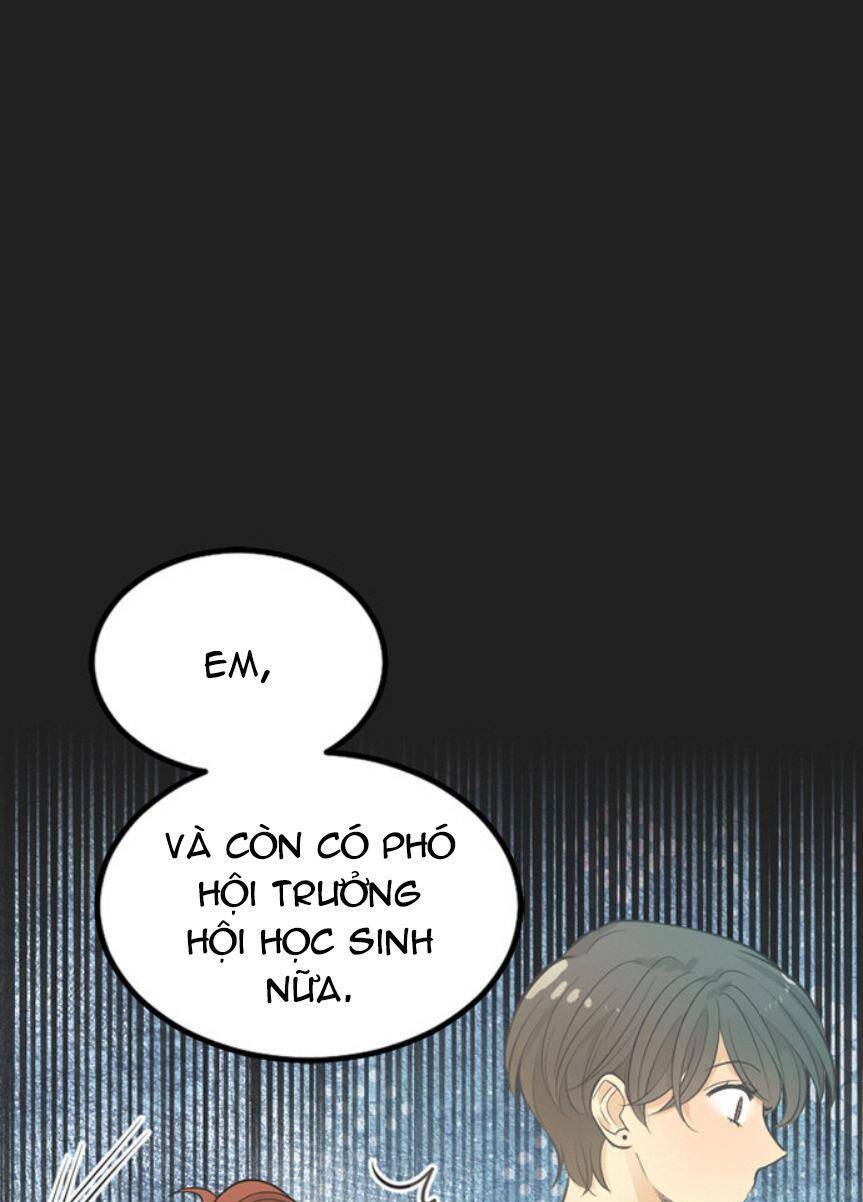 EM,
VÀ CÒN CÓ PHÓ
HỘI TRƯỞNG
HỘI HỌC SINH
NỮA.